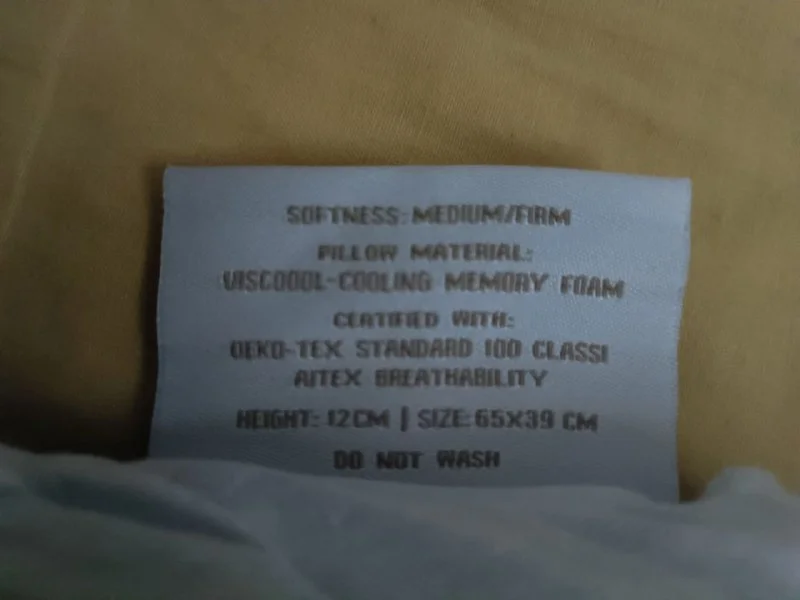 SOFTNESS: MEDIUM/FIRM
PILLOW MATERIAL:
VISCOOOL-COOLING MEMORY FOAM
CERTIFIED WITH:
OEKO-TEX STANDARD 100 CLASSI
AITEX BREATHABILITY
HEIGHT: 12CM | SIZE: 65X39 CM
DO NOT WASH